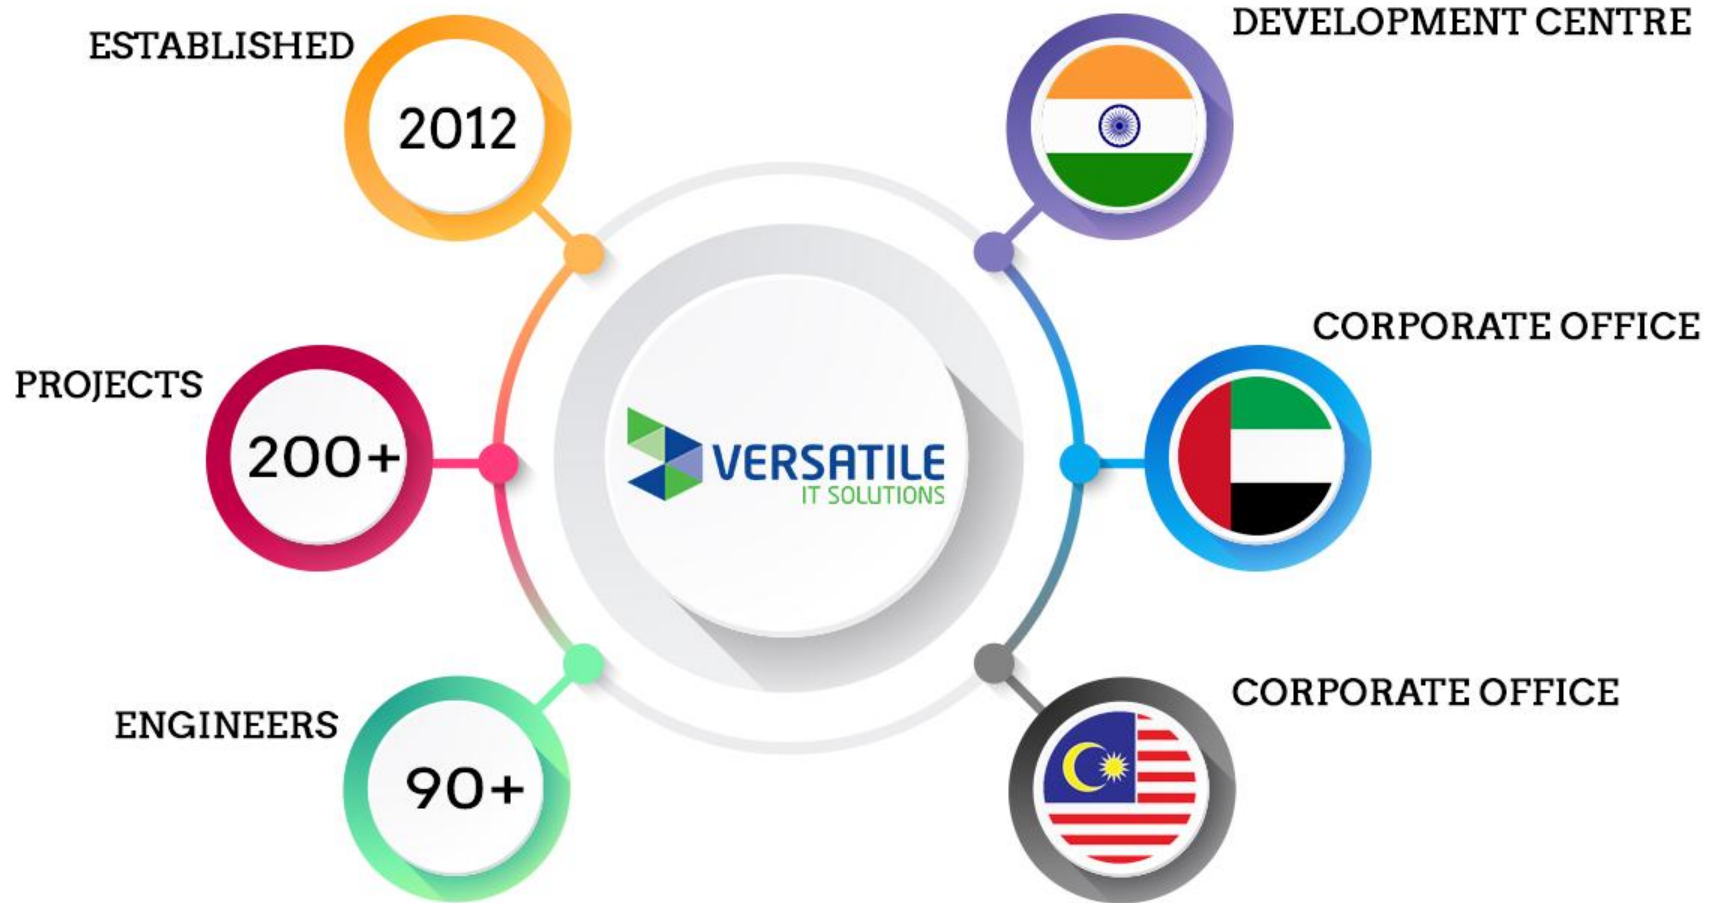 ESTABLISHED
2012
PROJECTS
200+
ENGINEERS
90+
VERSATILE
IT SOLUTIONS
DEVELOPMENT CENTRE
CORPORATE OFFICE
CORPORATE OFFICE